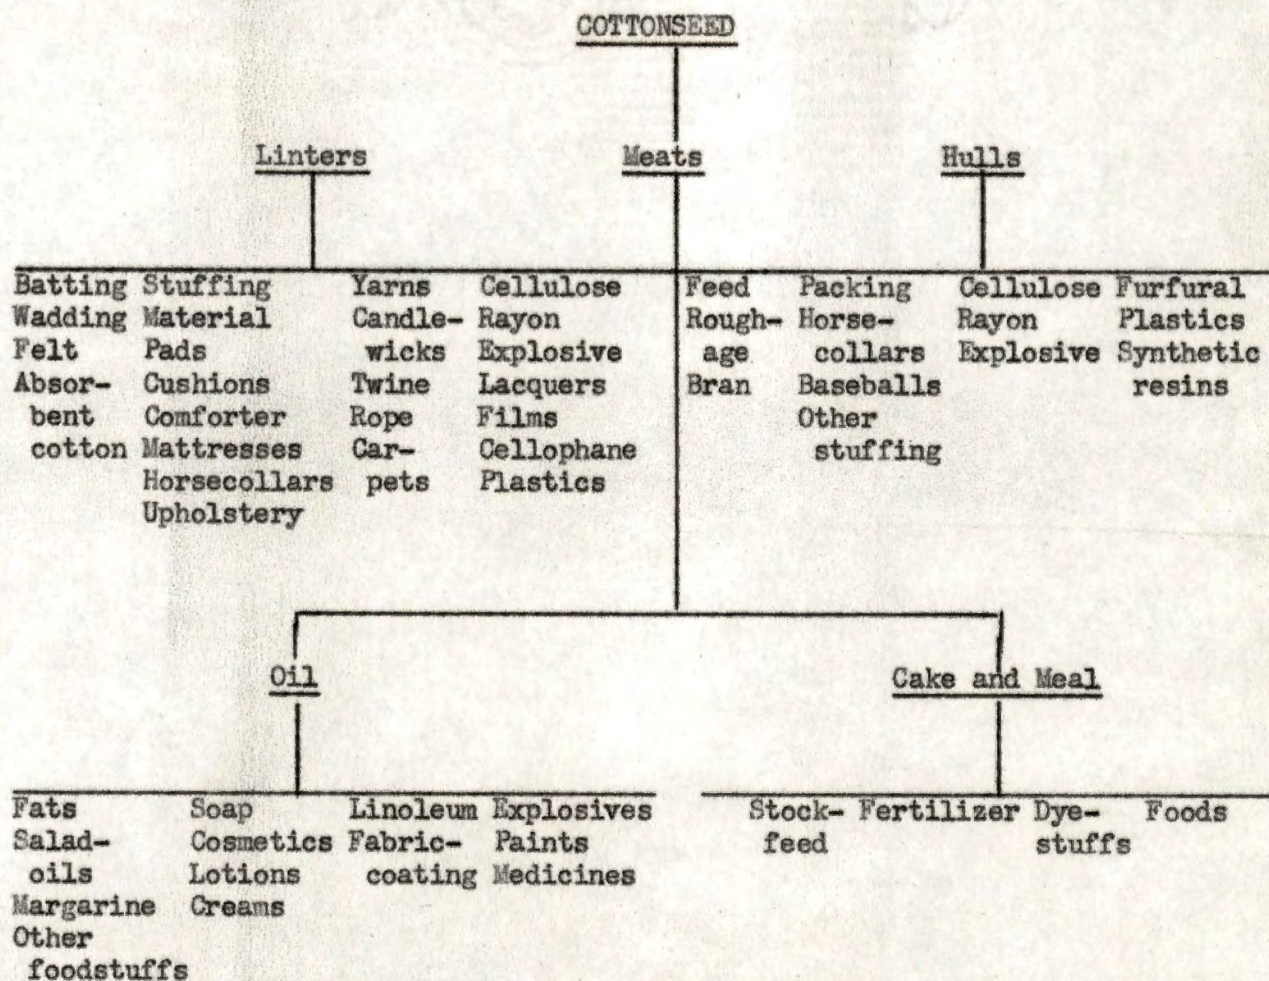 COTTONSEED
Linters Meats Hulls
Batting Stuffing Yarns Cellulose Feed Packing Cellulose Furfural
Wadding Material Candle- Rayon Rough- Horse- Rayon Plastics
Felt Pads wicks Explosive age collars Explosive Synthetic
Absor- Cushions Twine Lacquers Bran Baseballs resins
bent Comforter Rope Films Other
cotton Mattresses Car- Cellophane stuffing
Horsecollars pets Plastics
Upholstery
Oil Cake and Meal
Fats Soap Linoleum Explosives Stock- Fertilizer Dye- Foods
Salad- Cosmetics Fabric- Paints feed stuffs
oils Lotions coating Medicines
Margarine Creams
Other
foodstuffs